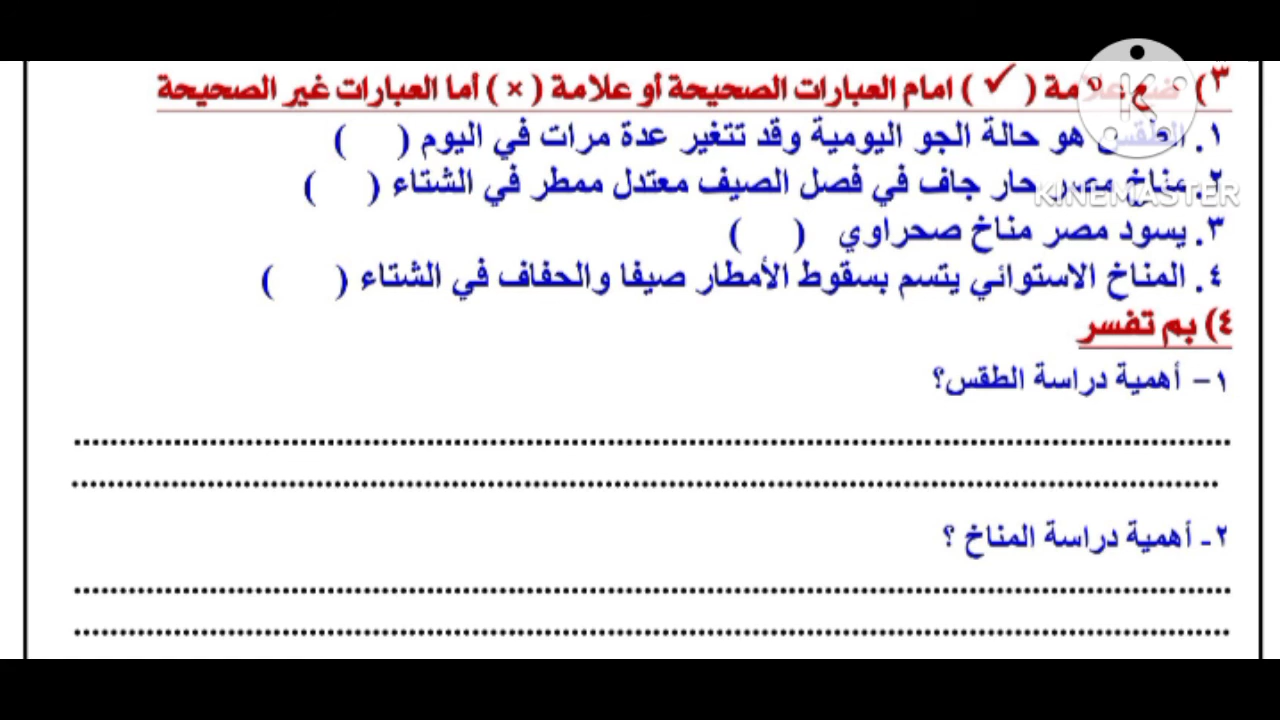 ٣) ضع علامة ( ✓ ) امام العبارات الصحيحة أو علامة ( × ) أما العبارات غير الصحيحة
١. الطقس هو حالة الجو اليومية وقد تتغير عدة مرات في اليوم ( )
٢. مناخ مصر حار جاف في فصل الصيف معتدل ممطر في الشتاء ( )
KINEMASTER
٣. يسود مصر مناخ صحراوي ( )
٤. المناخ الاستوائي يتسم بسقوط الأمطار صيفا والحفاف في الشتاء ( )
٤) بم تفسر
١- أهمية دراسة الطقس؟
٢- أهمية دراسة المناخ ؟